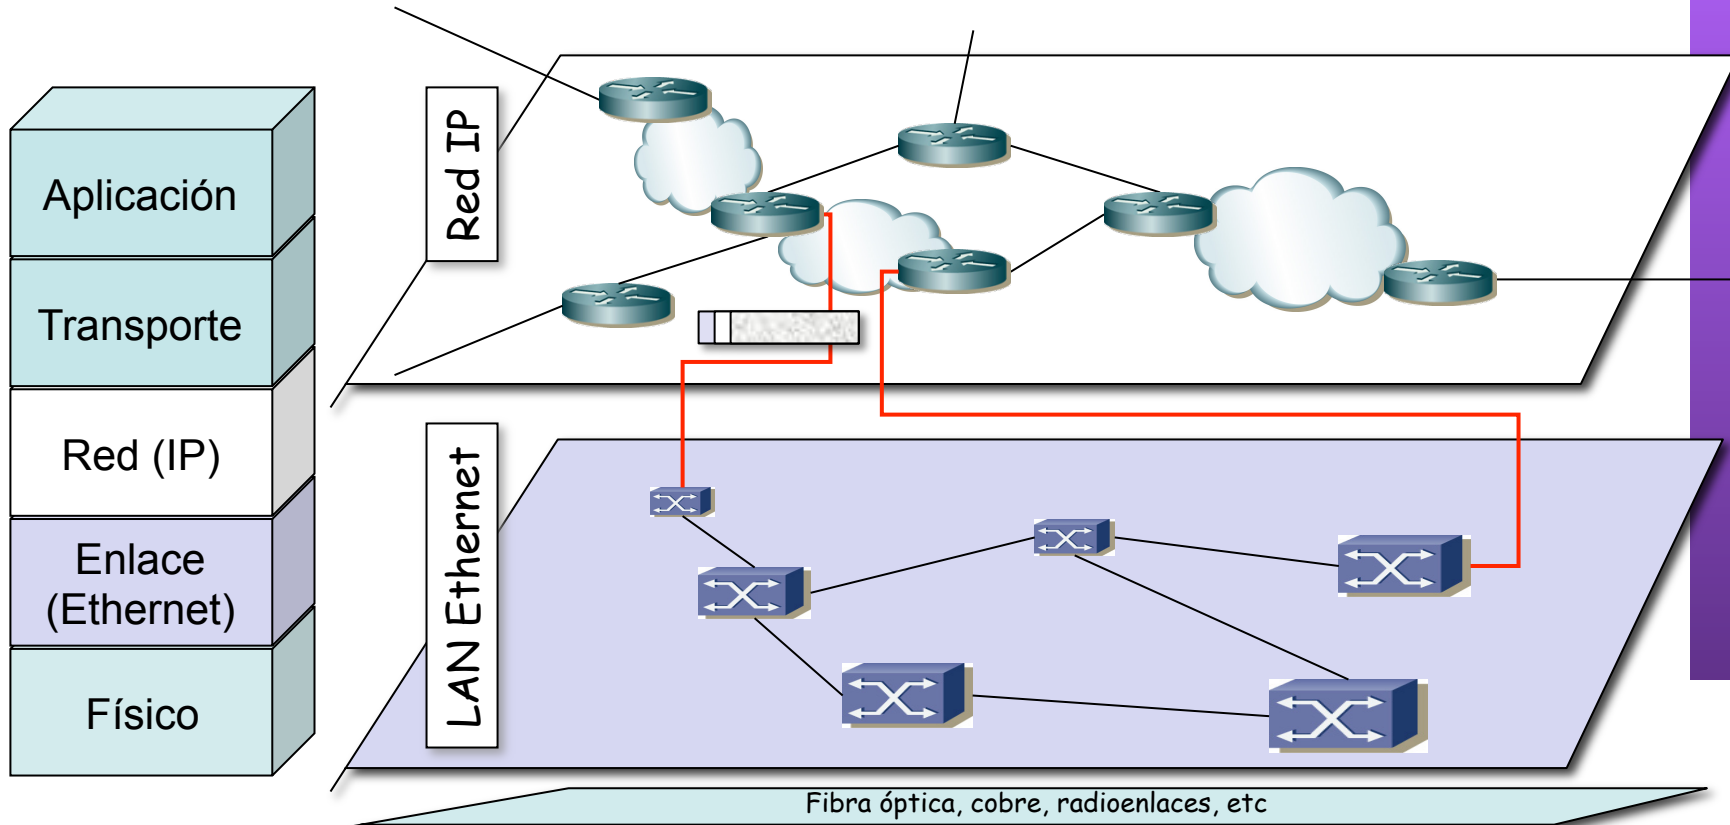 Aplicación
Transporte
Red (IP)
Enlace
(Ethernet)
Físico
Red IP
LAN Ethernet
Fibra óptica, cobre, radioenlaces, etc